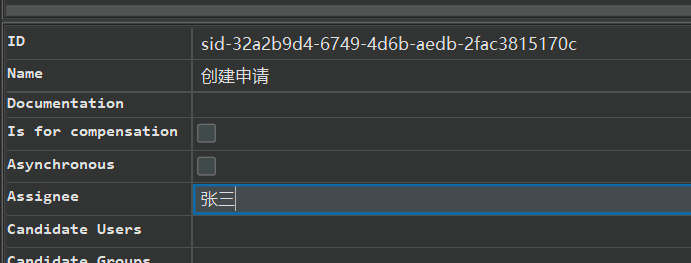 ID sid-32a2b9d4-6749-4d6b-aedb-2fac3815170c
Name 创建申请
Documentation
Is for compensation
Asynchronous
Assignee 张三
Candidate Users
Candidate Groups